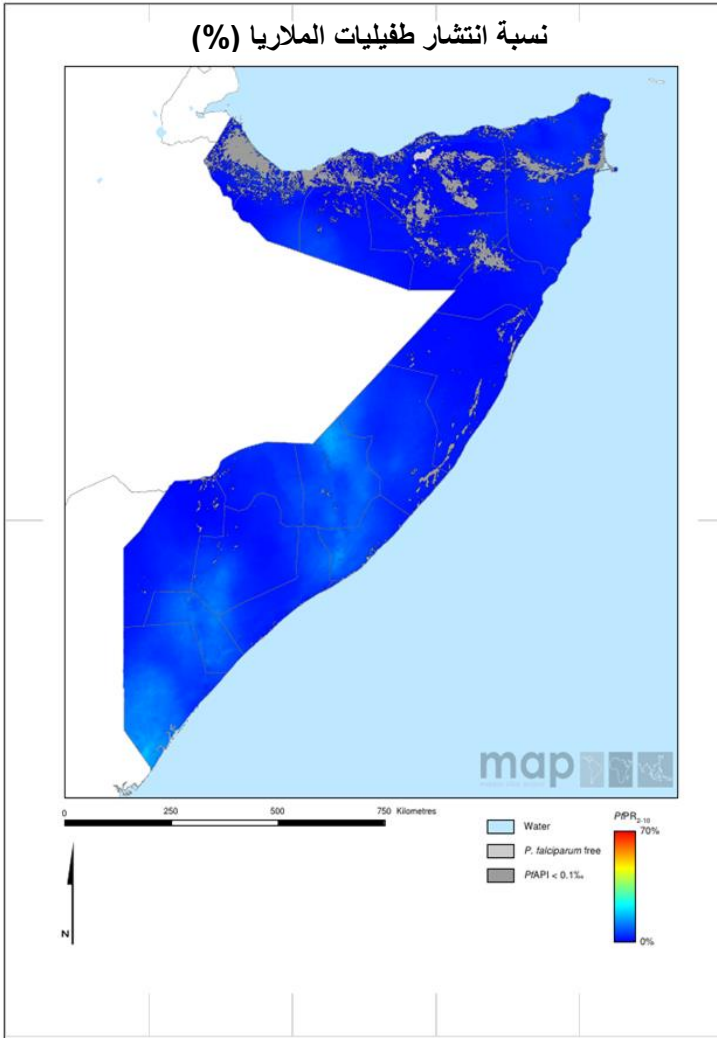 نسبة انتشار طفيليات الملاريا (%)
map
0 250 500 750 Kilometres
N
Water
P. falciparum free
PfAPI < 0.1‰
PfPR2-10
70%
0%